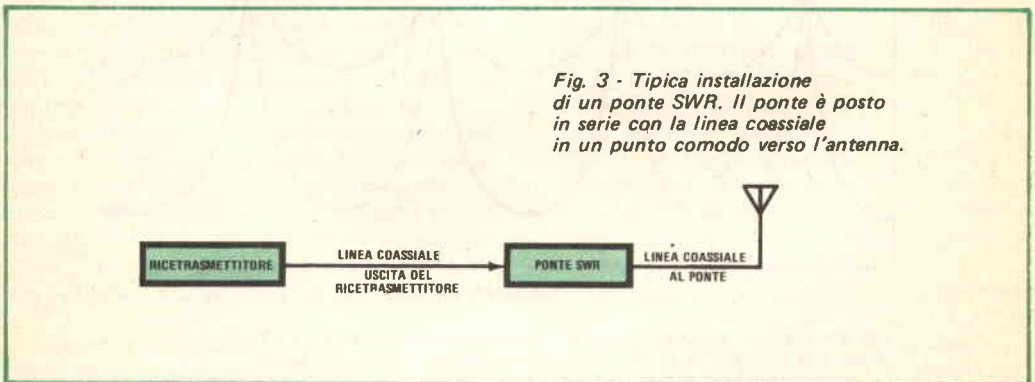 Fig. 3 - Tipica installazione
di un ponte SWR. Il ponte è posto
in serie con la linea coassiale
in un punto comodo verso l'antenna.
RICETRASMETTITORE
LINEA COASSIALE
USCITA DEL
RICETRASMETTITORE
PONTE SWR
LINEA COASSIALE
AL PONTE